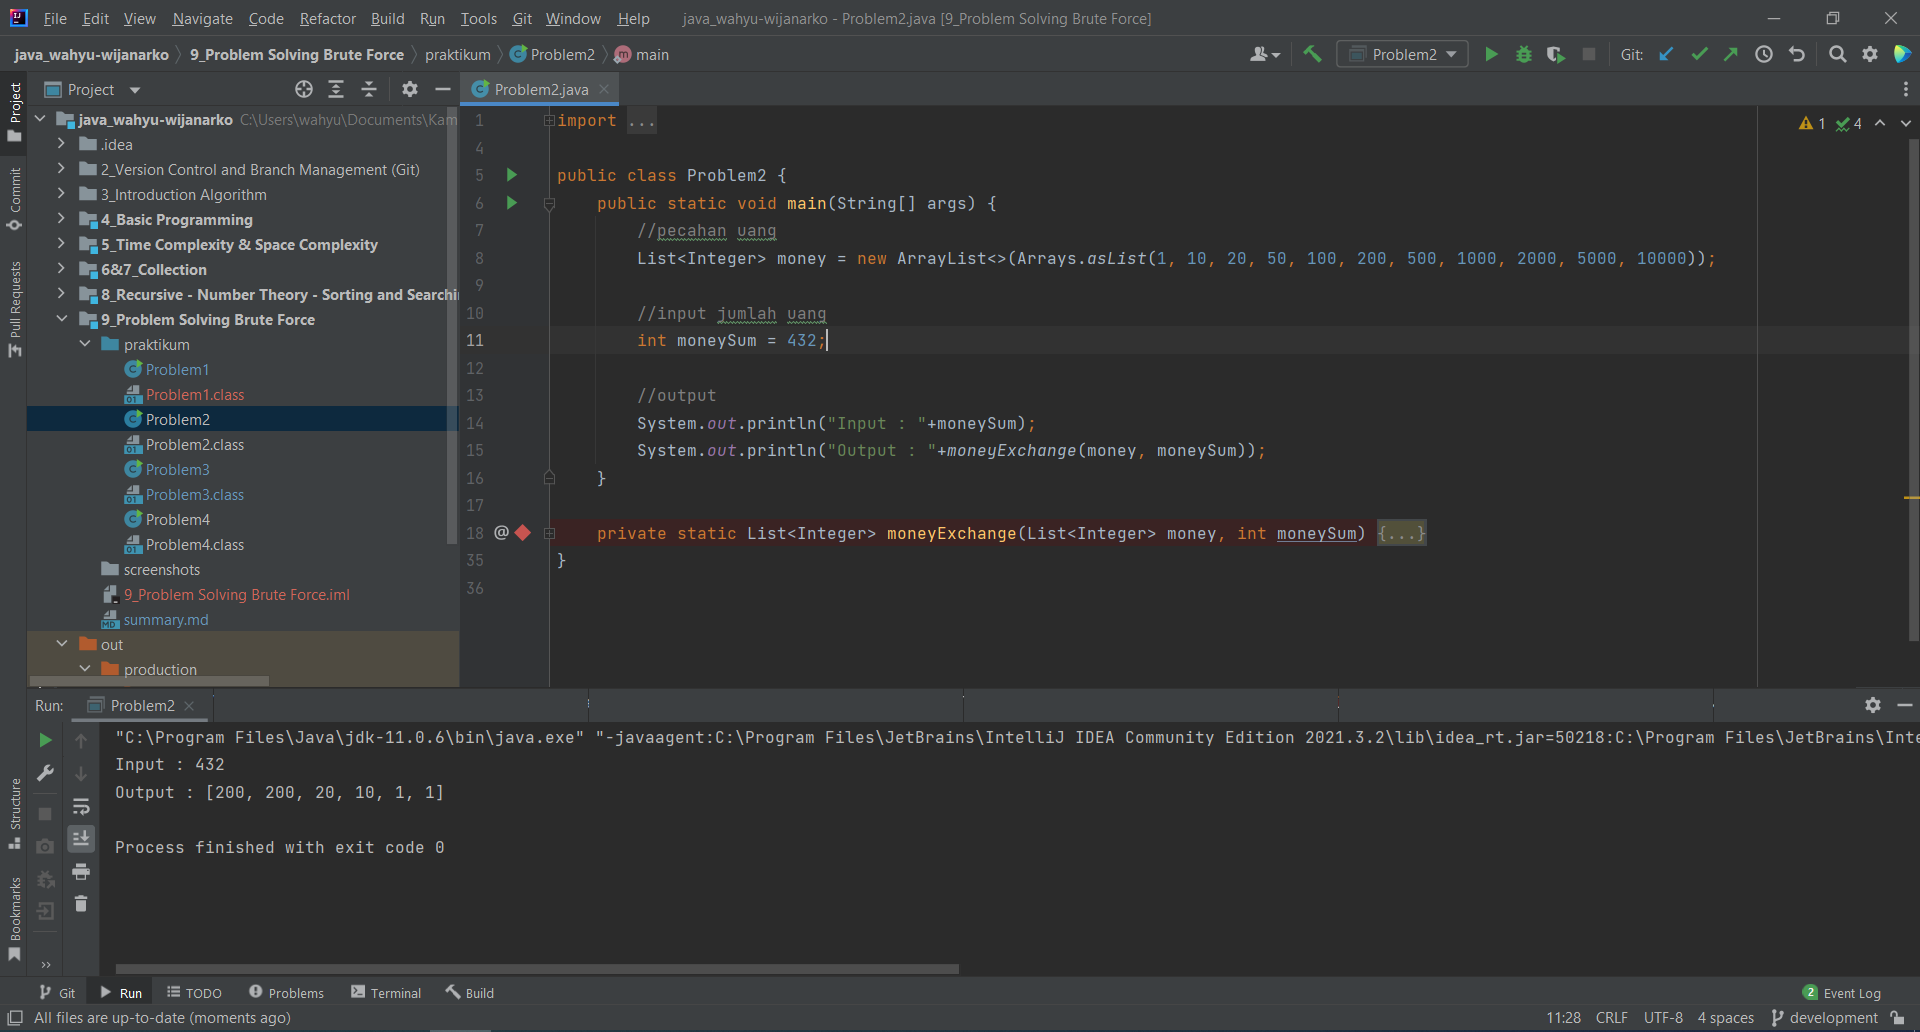 File Edit View Navigate Code Refactor Build Run Tools Git Window Help java_wahyu-wijanarko - Problem2.java [9_Problem Solving Brute Force]
java_wahyu-wijanarko 9_Problem Solving Brute Force praktikum Problem2 main Problem2 Git:
Project Problem2.java
Project
Commit
Pull Requests
java_wahyu-wijanarko C:\Users\wahyu\Documents\Kam
.idea
2_Version Control and Branch Management (Git)
3_Introduction Algorithm
4_Basic Programming
5_Time Complexity & Space Complexity
6&7_Collection
8_Recursive - Number Theory - Sorting and Searchi
9_Problem Solving Brute Force
praktikum
Problem1
Problem1.class
Problem2
Problem2.class
Problem3
Problem3.class
Problem4
Problem4.class
screenshots
9_Problem Solving Brute Force.iml
summary.md
out
production
1 import ...
1 4
4
5 public class Problem2 {
6 public static void main(String[] args) {
7 //pecahan uang
8 List<Integer> money = new ArrayList<>(Arrays.asList(1, 10, 20, 50, 100, 200, 500, 1000, 2000, 5000, 10000));
9
10 //input jumlah uang
11 int moneySum = 432;
12
13 //output
14 System.out.println("Input : "+moneySum);
15 System.out.println("Output : "+moneyExchange(money, moneySum));
16 }
17
18 @ private static List<Integer> moneyExchange(List<Integer> money, int moneySum) {...}
35 }
36
Run: Problem2
"C:\Program Files\Java\jdk-11.0.6\bin\java.exe" "-javaagent:C:\Program Files\JetBrains\IntelliJ IDEA Community Edition 2021.3.2\lib\idea_rt.jar=50218:C:\Program Files\JetBrains\Inte
Input : 432
Output : [200, 200, 20, 10, 1, 1]
Process finished with exit code 0
Structure
Bookmarks
Git Run TODO Problems Terminal Build 2 Event Log
All files are up-to-date (moments ago) 11:28 CRLF UTF-8 4 spaces development